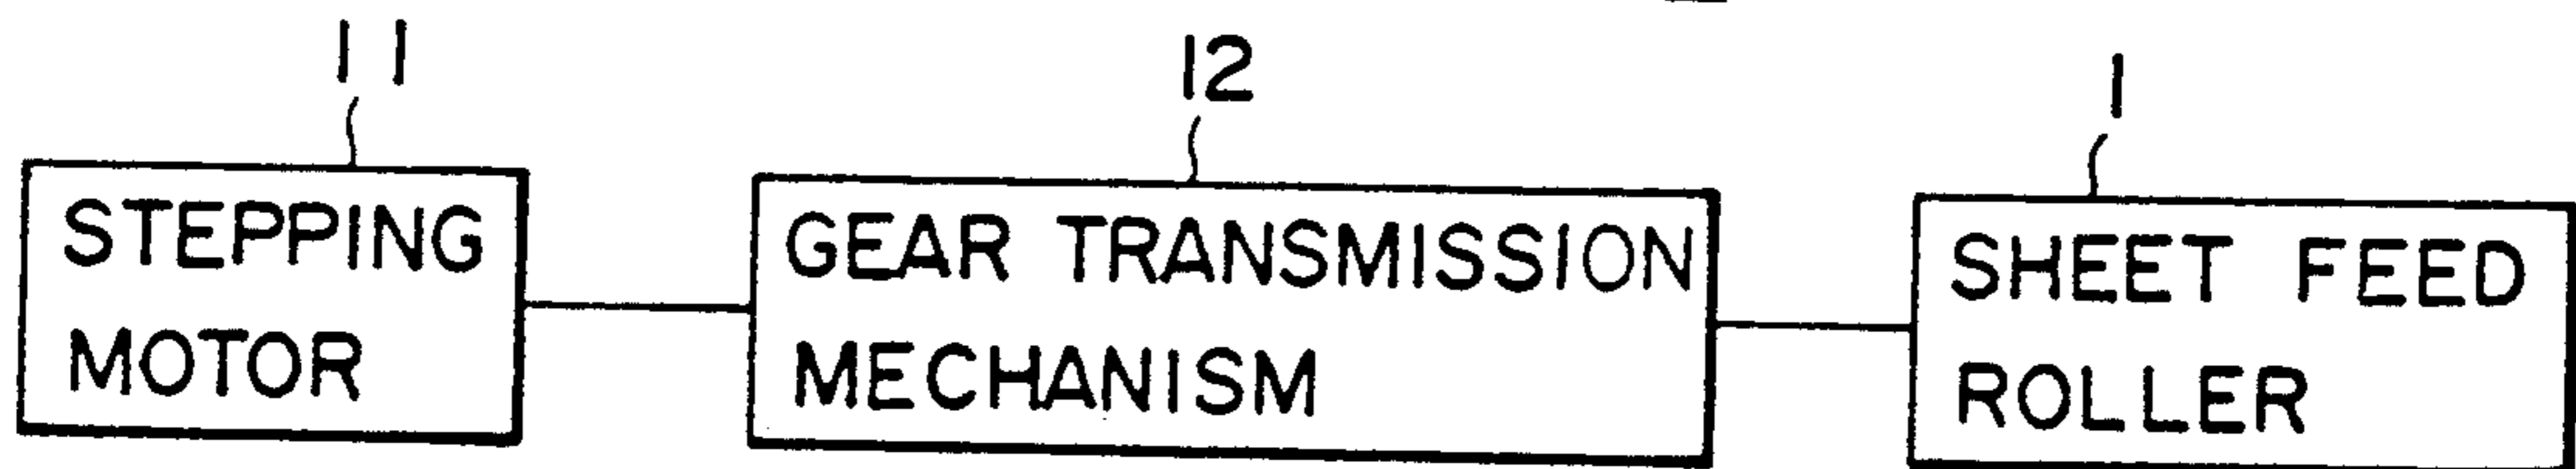 11
12
1
STEPPING
MOTOR
GEAR TRANSMISSION
MECHANISM
SHEET FEED
ROLLER